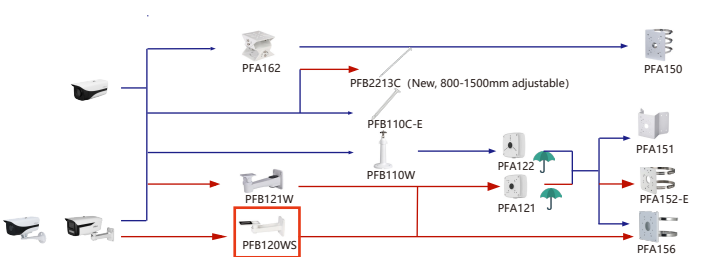 PFA162
PFA150
PFB2213C（New, 800-1500mm adjustable）
PFB110C-E
PFA151
PFA122
PFB110W
PFB121W
PFA121
PFA152-E
PFB120WS
PFA156